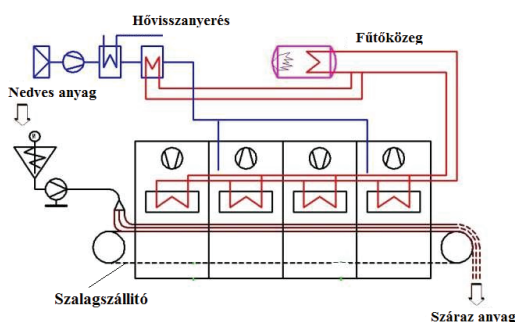 Hővisszanyerés
Fűtőközeg
Nedves anyag
Szalagszállító
Száraz anyag